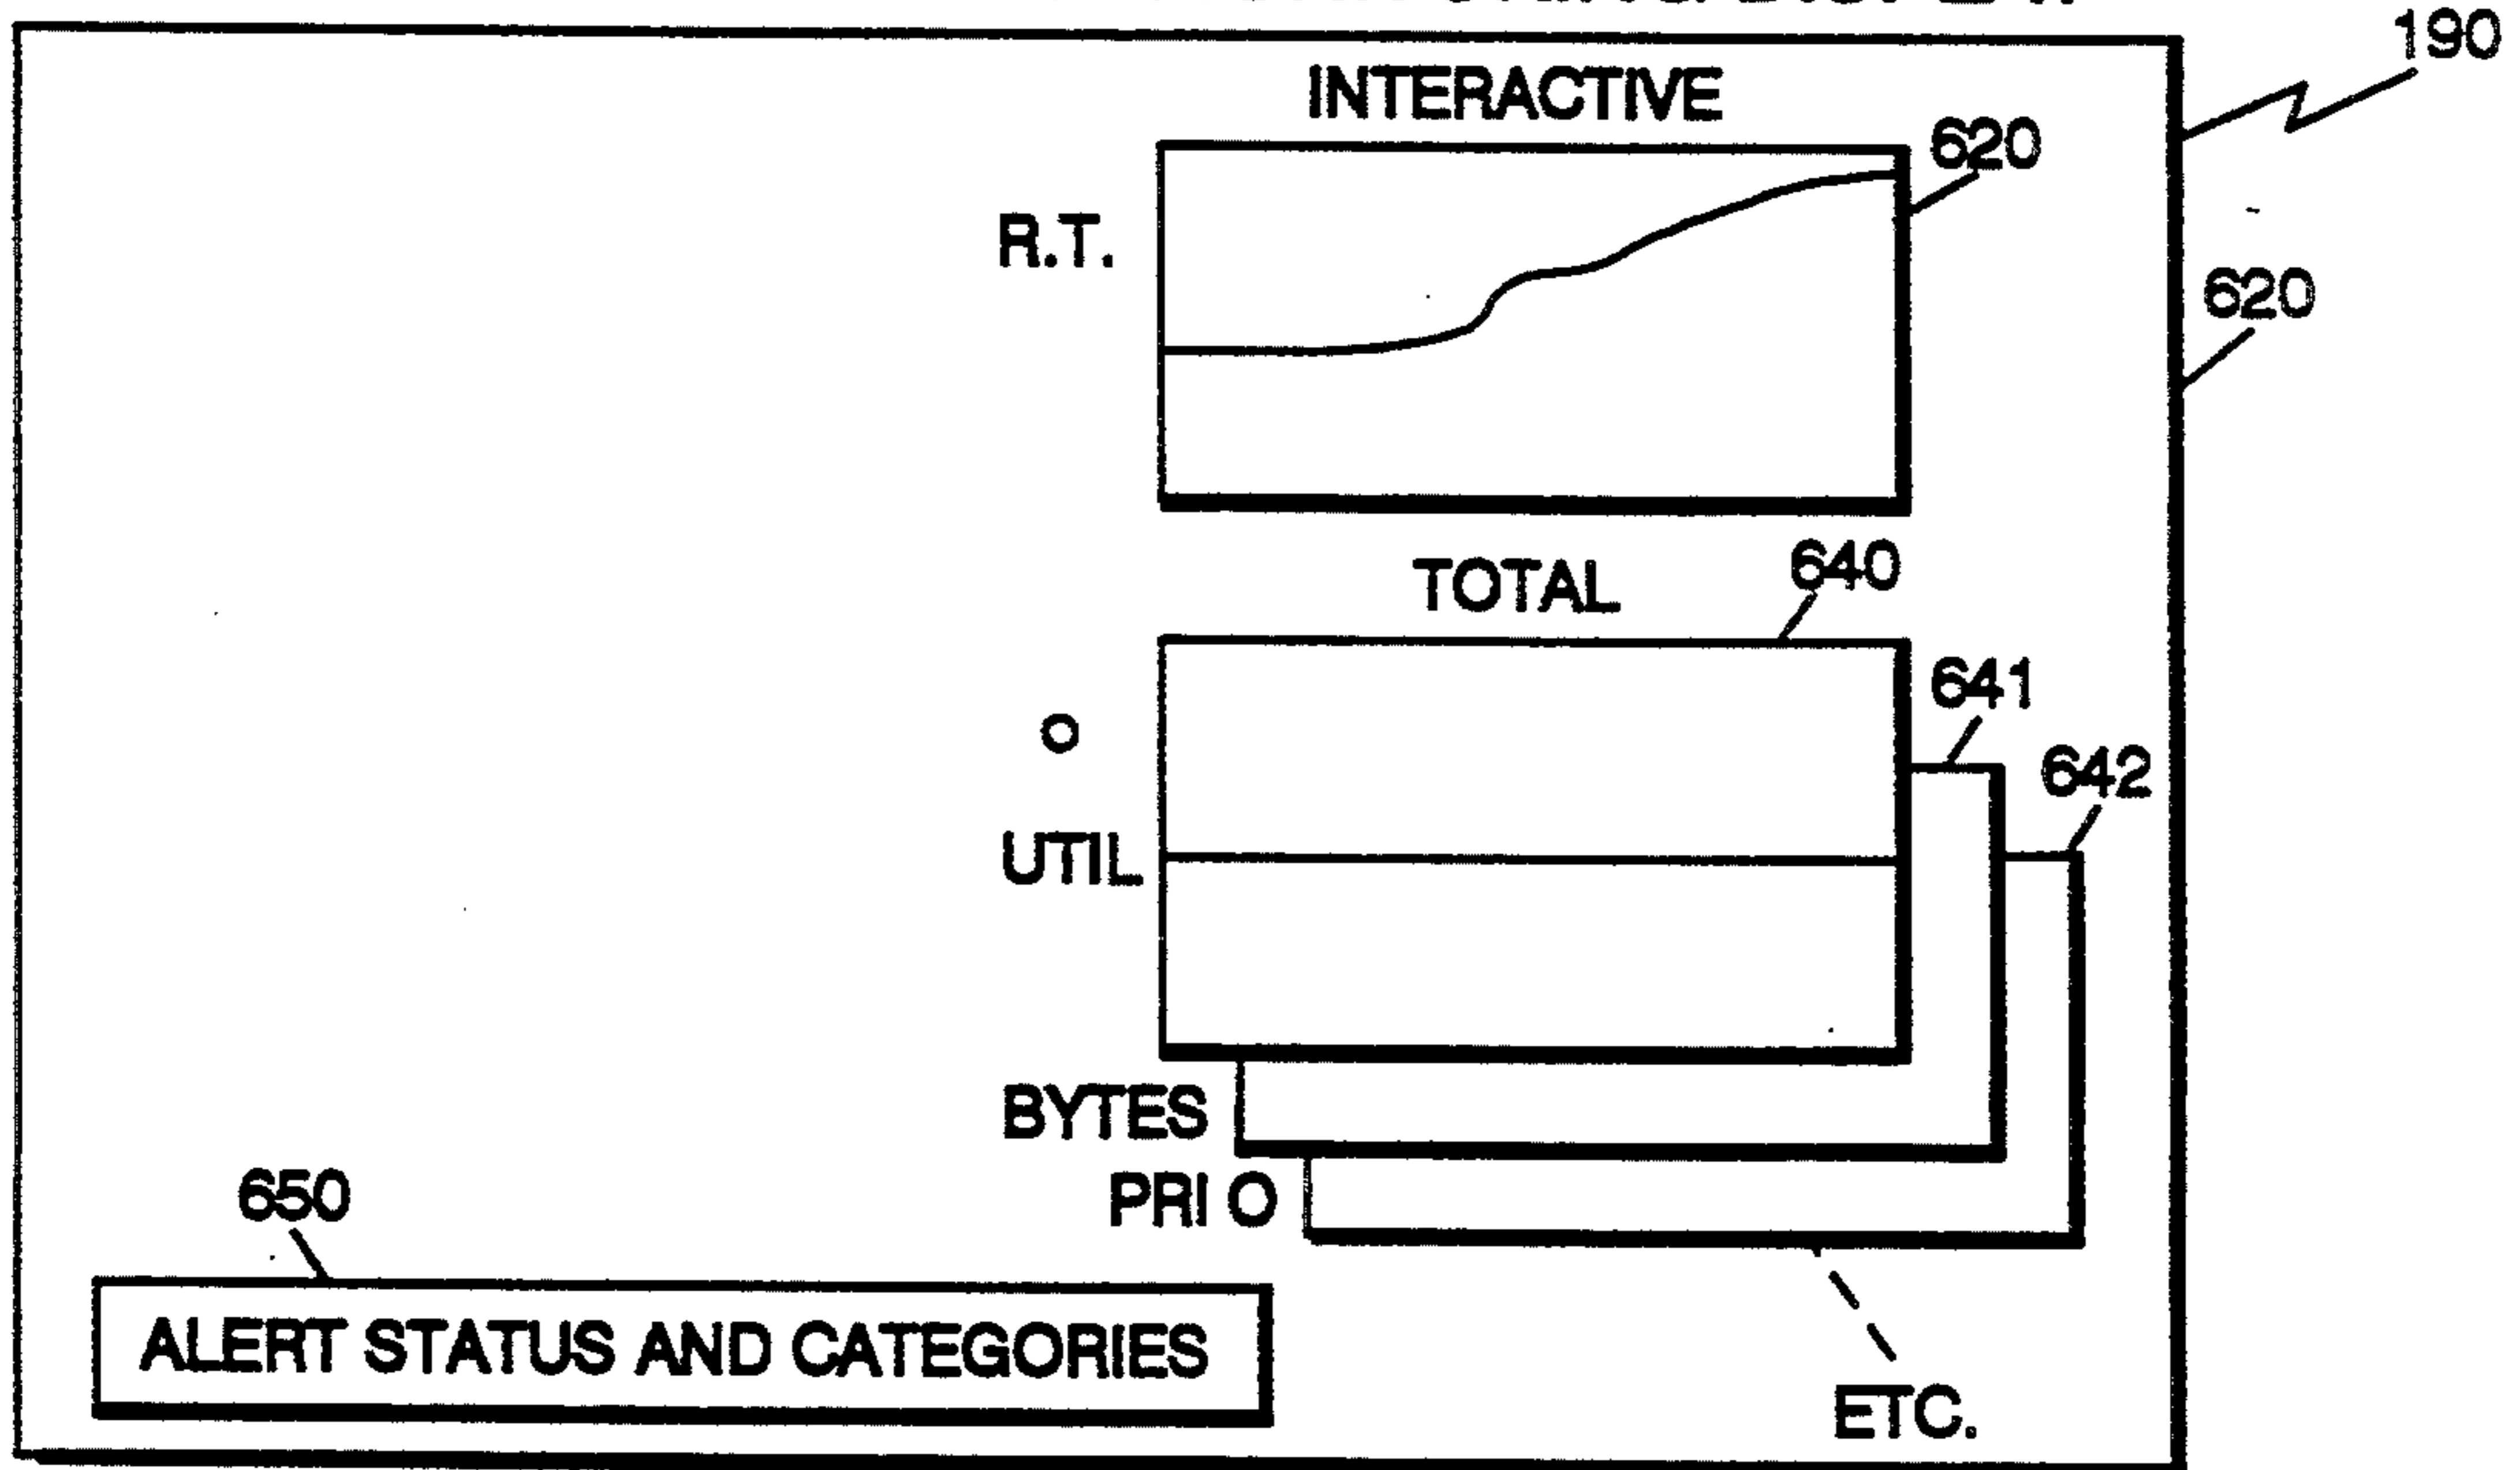 190
INTERACTIVE
620
R.T.
620
TOTAL
640
641
O
642
UTIL
BYTES
PRI O
650
ALERT STATUS AND CATEGORIES
ETC.